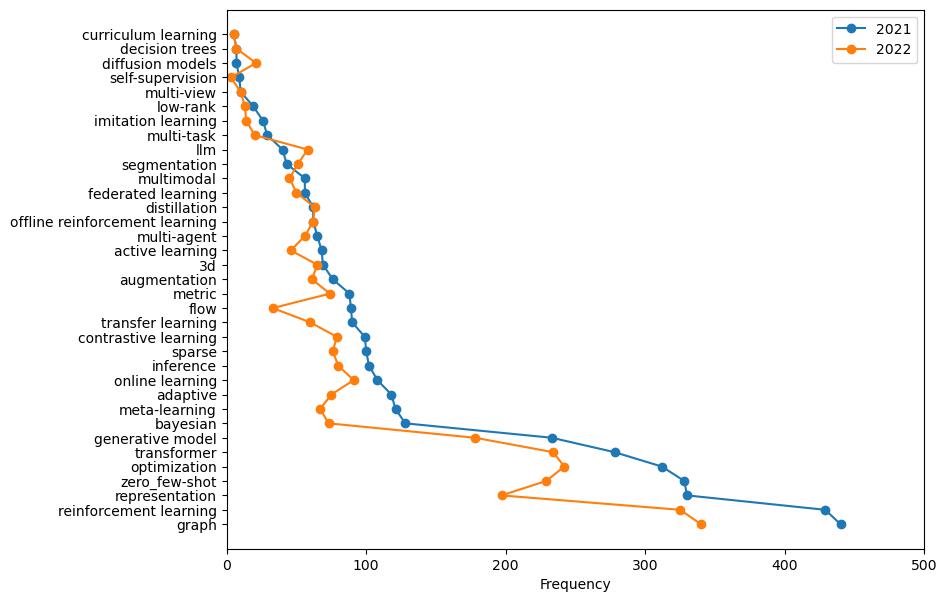 2021
2022
curriculum learning
decision trees
diffusion models
self-supervision
multi-view
low-rank
imitation learning
multi-task
llm
segmentation
multimodal
federated learning
distillation
offline reinforcement learning
multi-agent
active learning
3d
augmentation
metric
flow
transfer learning
contrastive learning
sparse
inference
online learning
adaptive
meta-learning
bayesian
generative model
transformer
optimization
zero_few-shot
representation
reinforcement learning
graph
0 100 200 300 400 500
Frequency